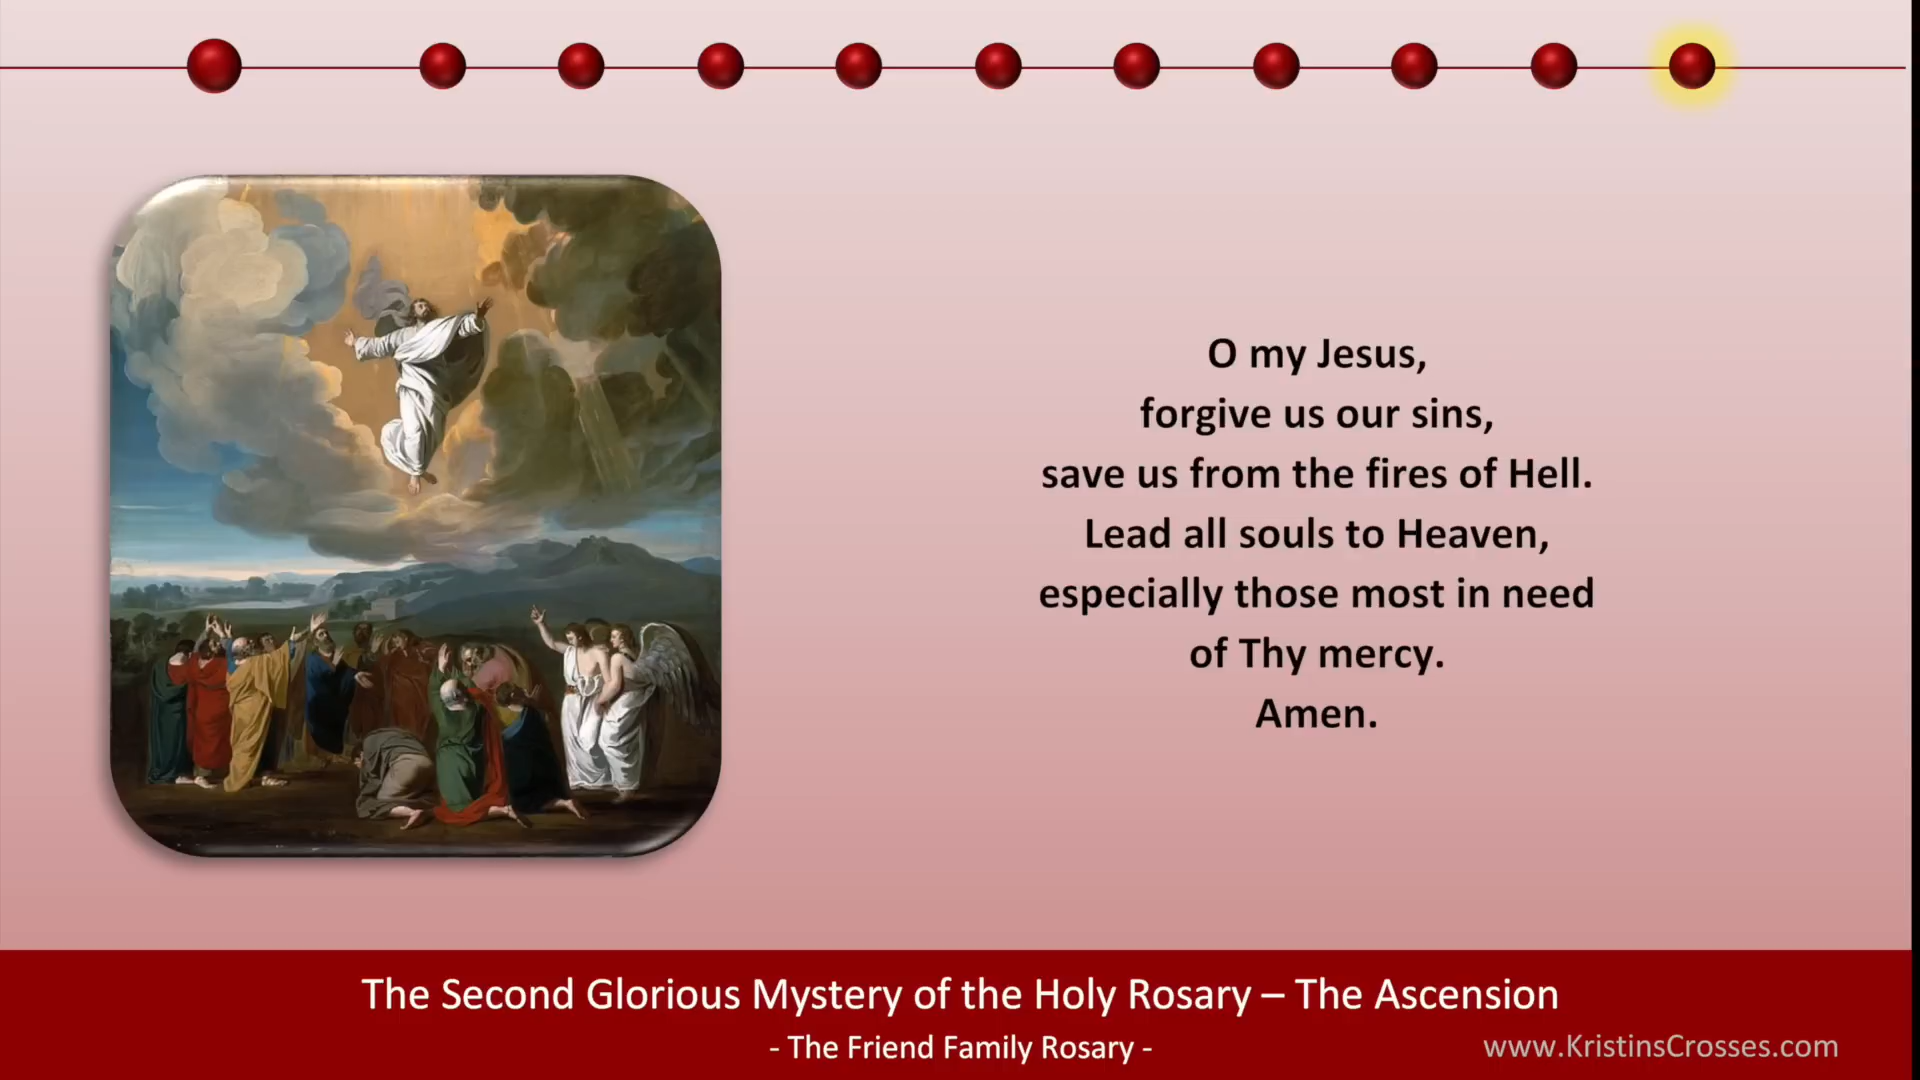 O my Jesus,
forgive us our sins,
save us from the fires of Hell.
Lead all souls to Heaven,
especially those most in need
of Thy mercy.
Amen.
The Second Glorious Mystery of the Holy Rosary – The Ascension
- The Friend Family Rosary -
www.KristinsCrosses.com